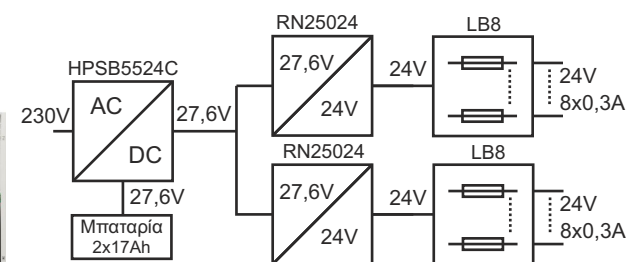 RN25024
LB8
HPSB5524C
27,6V
24V
24V
24V
8x0,3A
230V
AC
DC
27,6V
27,6V
Μπαταρία
2x17Ah
RN25024
LB8
27,6V
24V
24V
24V
8x0,3A